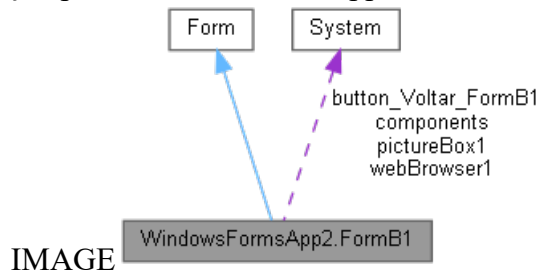 Form
System
button_Voltar_FormB1
components
pictureBox1
webBrowser1
WindowsFormsApp2.FormB1
IMAGE